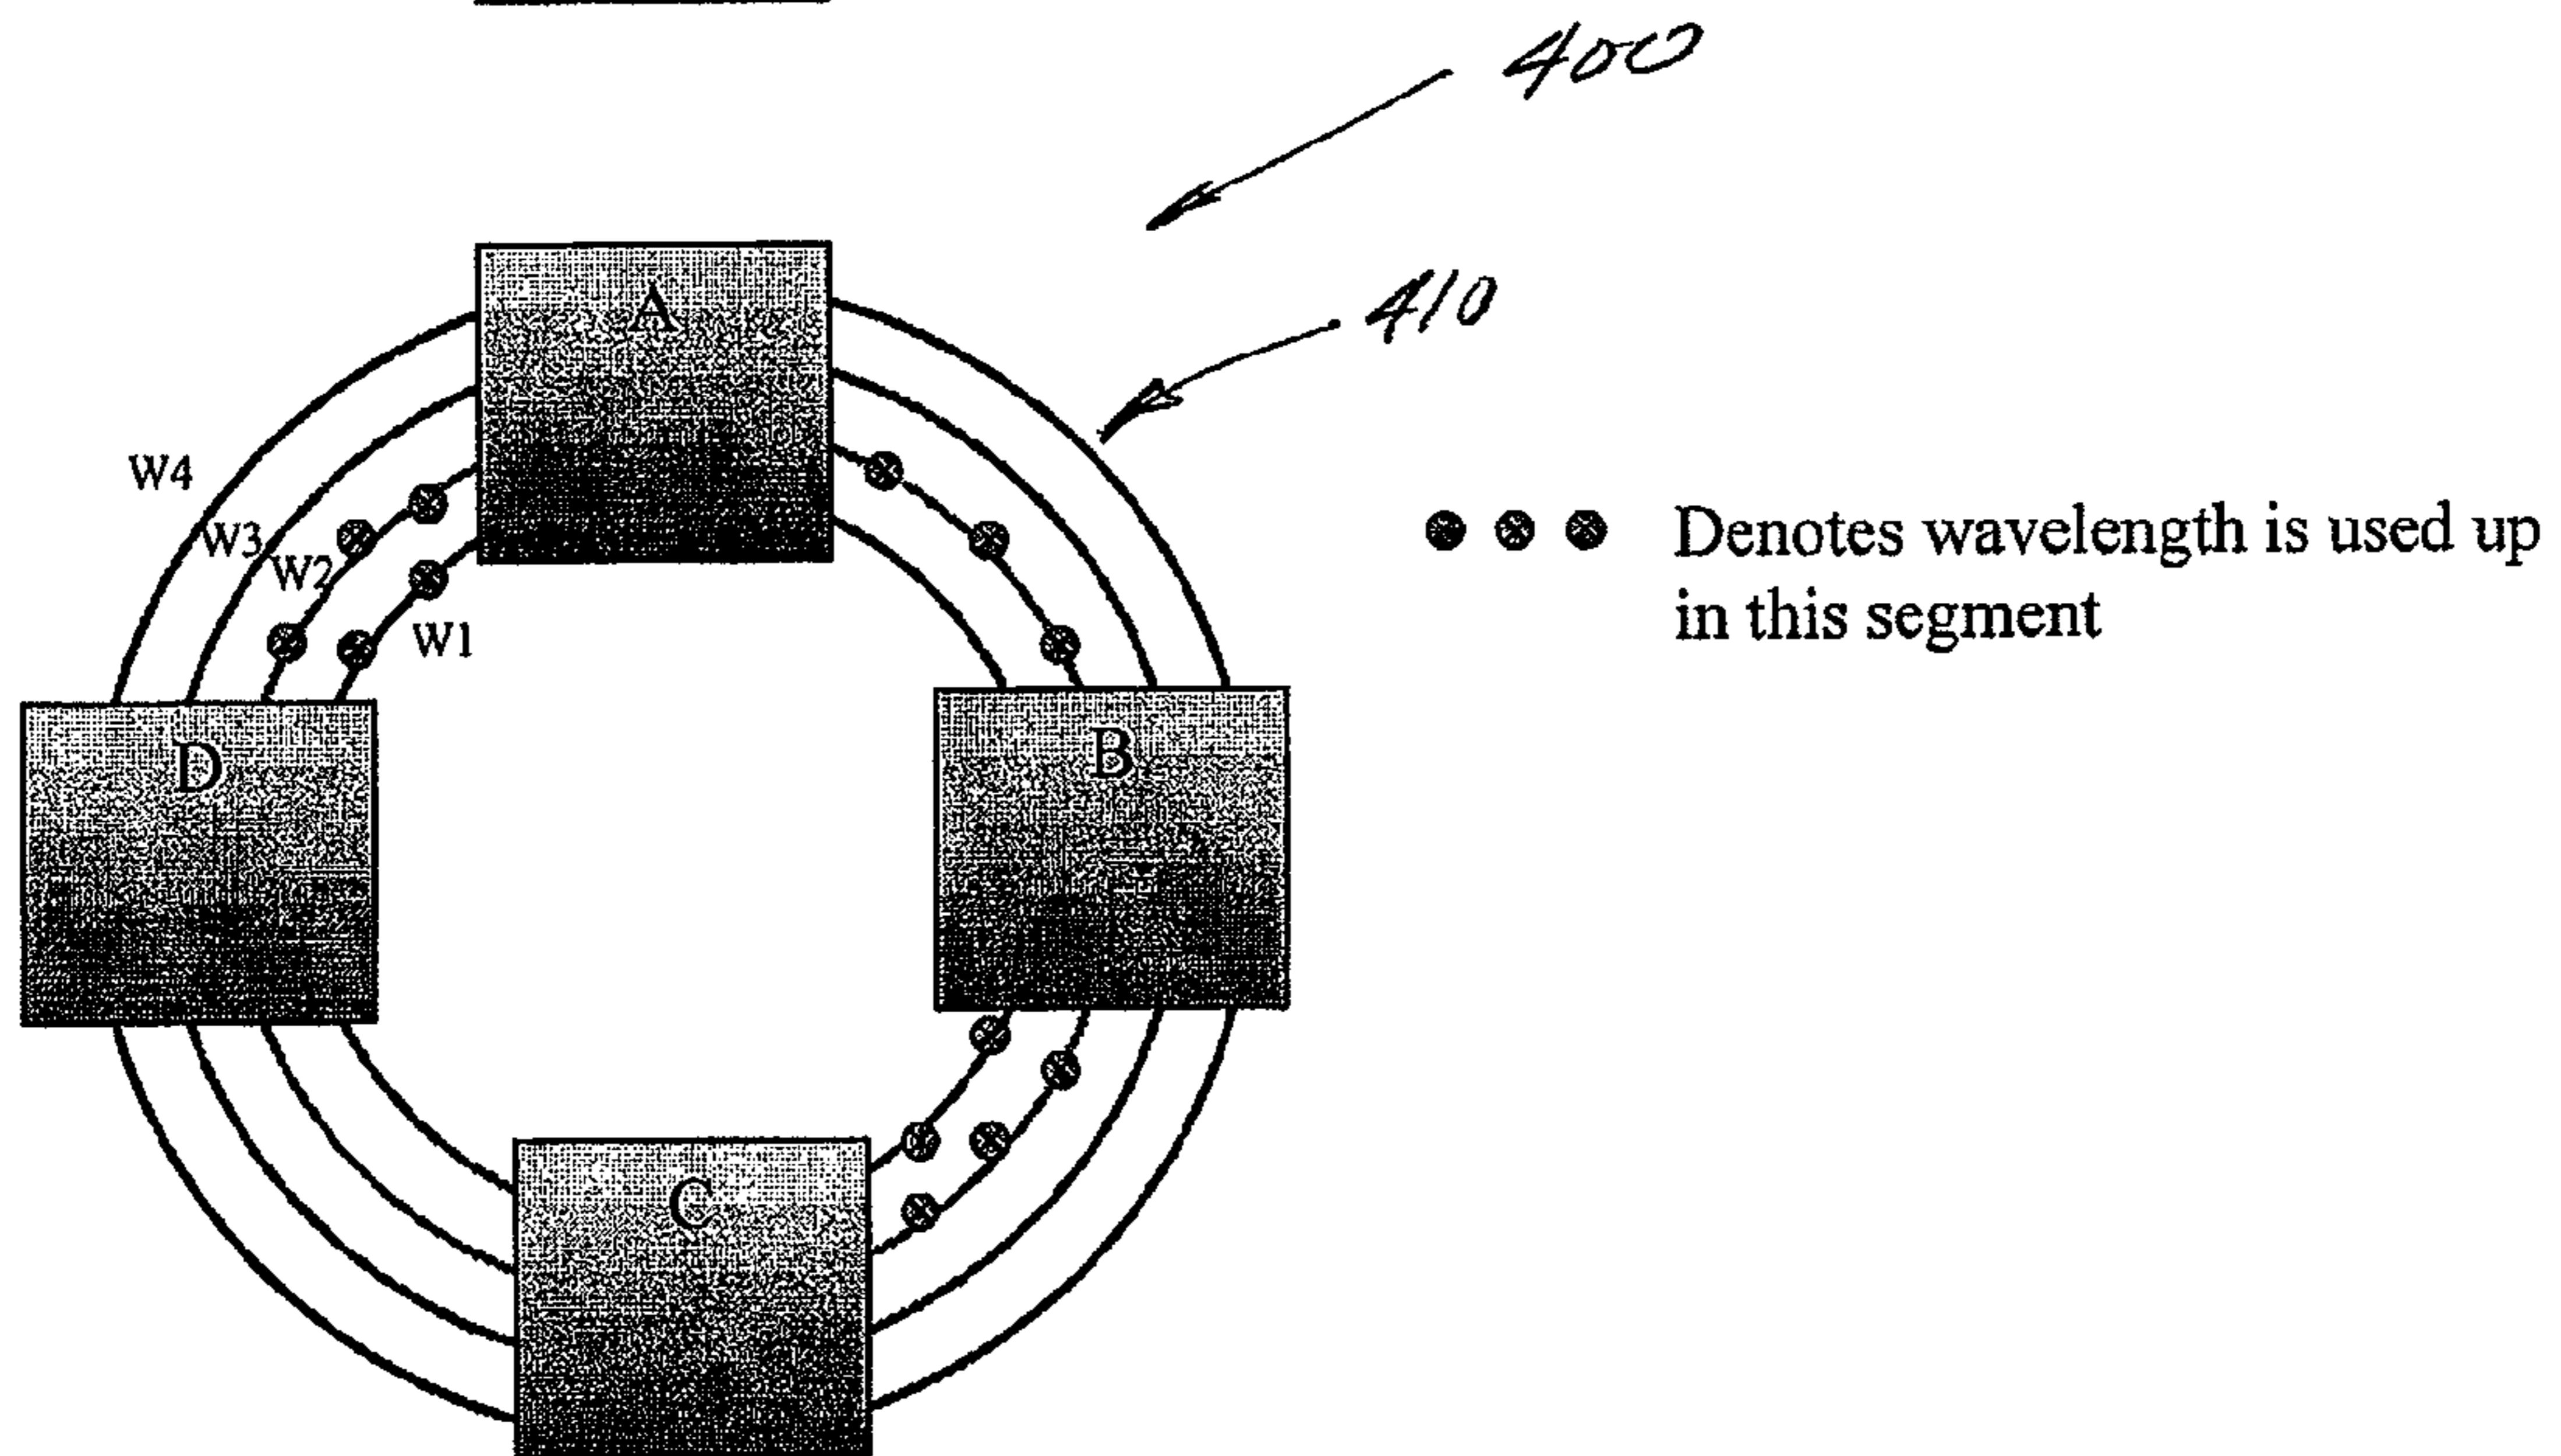 400
410
A
W4
W3
W2
W1
Denotes wavelength is used up
in this segment
D
B
C